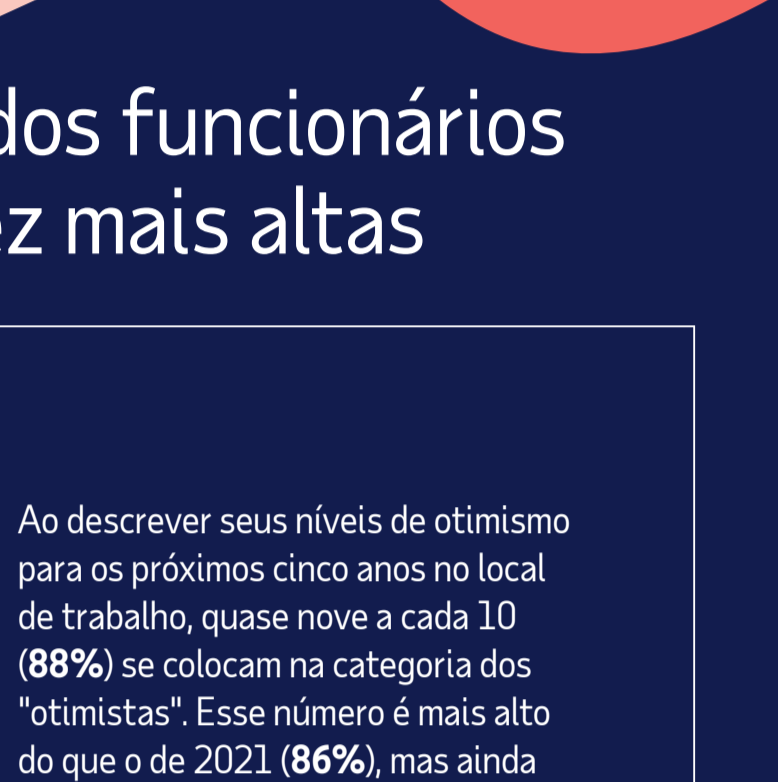 dos funcionários
ez mais altas
Ao descrever seus níveis de otimismo
para os próximos cinco anos no local
de trabalho, quase nove a cada 10
(88%) se colocam na categoria dos
"otimistas". Esse número é mais alto
do que o de 2021 (86%), mas ainda